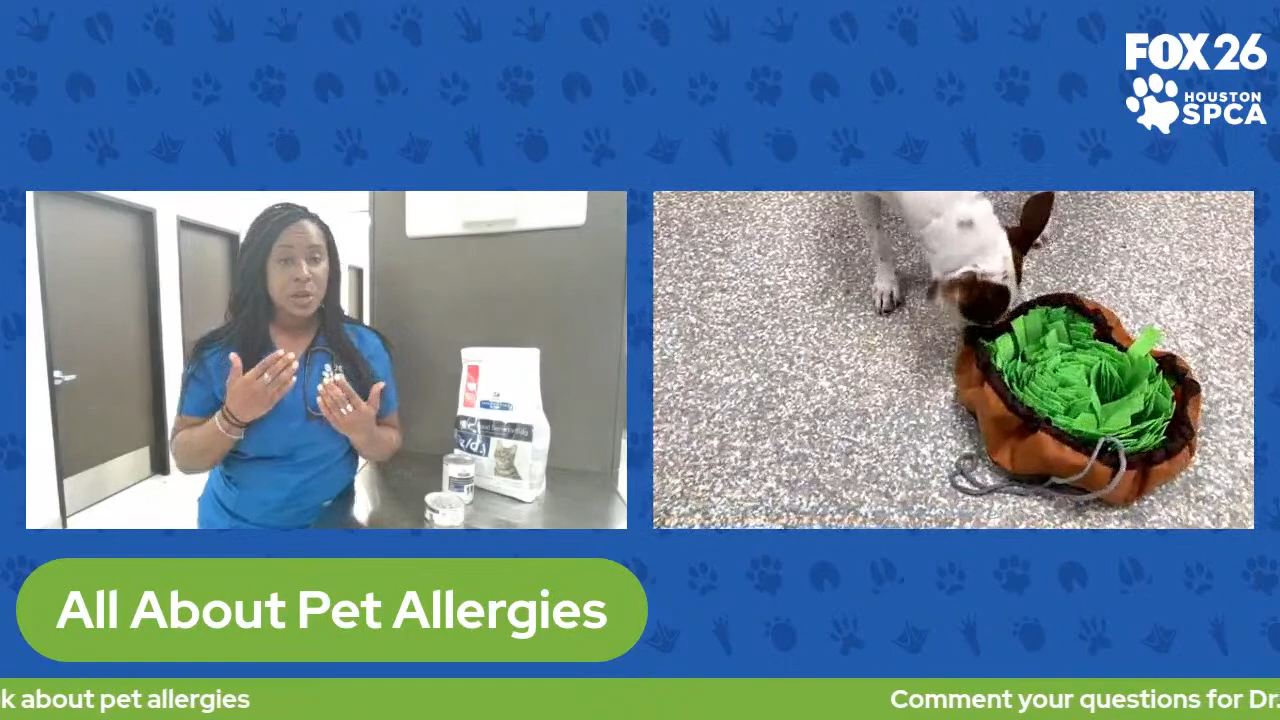 FOX 26
HOUSTON
SPCA
z/d
All About Pet Allergies
k about pet allergies
Comment your questions for Dr.